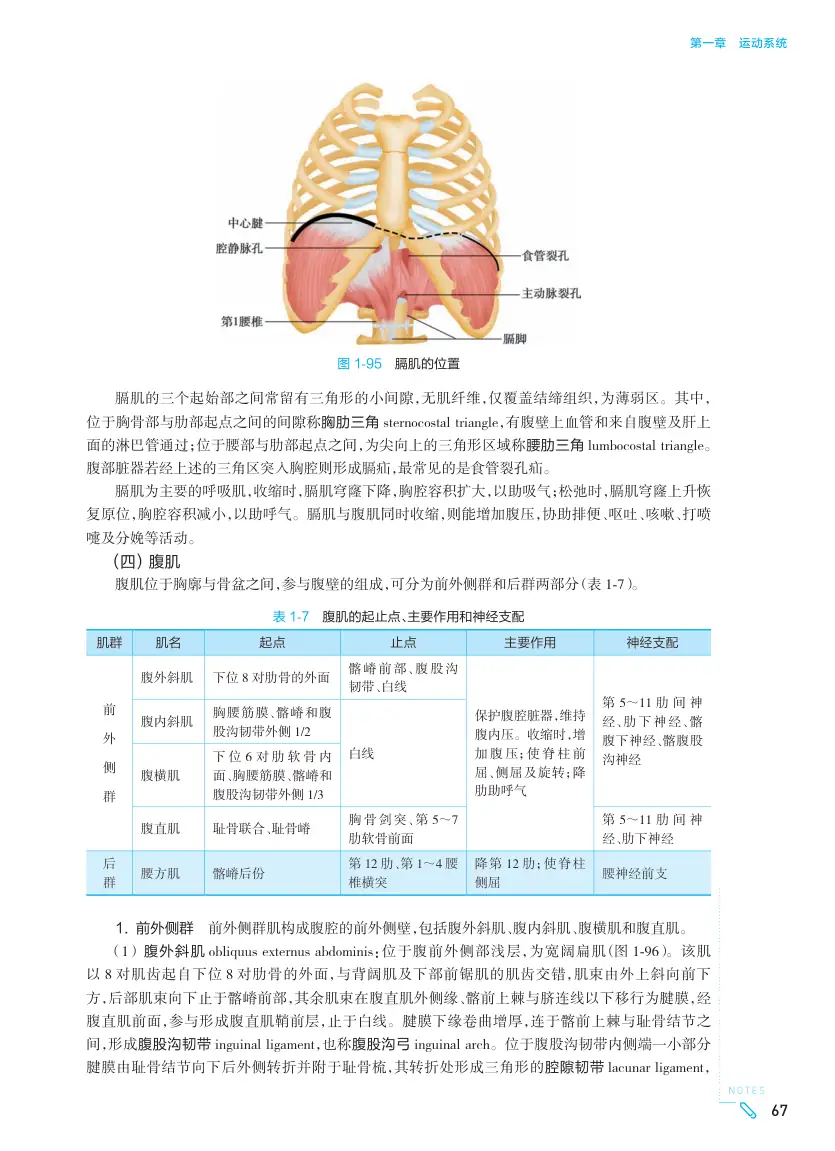 第一章 运动系统
中心腱
腔静脉孔
食管裂孔
主动脉裂孔
第1腰椎
膈脚
图 1-95 膈肌的位置
膈肌的三个起始部之间常留有三角形的小间隙,无肌纤维,仅覆盖结缔组织,为薄弱区。其中,
位于胸骨部与肋部起点之间的间隙称胸肋三角 sternocostal triangle,有腹壁上血管和来自腹壁及肝上
面的淋巴管通过;位于腰部与肋部起点之间,为尖向上的三角形区域称腰肋三角 lumbocostal triangle。
腹部脏器若经上述的三角区突入胸腔则形成膈疝,最常见的是食管裂孔疝。
膈肌为主要的呼吸肌,收缩时,膈肌穹窿下降,胸腔容积扩大,以助吸气;松弛时,膈肌穹窿上升恢
复原位,胸腔容积减小,以助呼气。膈肌与腹肌同时收缩,则能增加腹压,协助排便、呕吐、咳嗽、打喷
嚏及分娩等活动。
(四)腹肌
腹肌位于胸廓与骨盆之间,参与腹壁的组成,可分为前外侧群和后群两部分(表 1-7)。
表 1-7 腹肌的起止点、主要作用和神经支配
肌群 肌名 起点 止点 主要作用 神经支配
前
外
侧
群
腹外斜肌 下位 8 对肋骨的外面
髂嵴前部、腹股沟
韧带、白线
腹内斜肌
胸腰筋膜、髂嵴和腹
股沟韧带外侧 1/2
腹横肌
下位 6 对肋软骨内
面、胸腰筋膜、髂嵴和
腹股沟韧带外侧 1/3
白线
保护腹腔脏器,维持
腹内压。收缩时,增
加腹压;使脊柱前
屈、侧屈及旋转;降
肋助呼气
第 5～11 肋间神
经、肋下神经、髂
腹下神经、髂腹股
沟神经
腹直肌 耻骨联合、耻骨嵴
胸骨剑突、第 5～7
肋软骨前面
第 5～11 肋间神
经、肋下神经
后
群
腰方肌 髂嵴后份
第 12 肋、第 1～4 腰
椎横突
降第 12 肋;使脊柱
侧屈
腰神经前支
1. 前外侧群 前外侧群肌构成腹腔的前外侧壁,包括腹外斜肌、腹内斜肌、腹横肌和腹直肌。
(1)腹外斜肌 obliquus externus abdominis:位于腹前外侧部浅层,为宽阔扁肌(图 1-96)。该肌
以 8 对肌齿起自下位 8 对肋骨的外面,与背阔肌及下部前锯肌的肌齿交错,肌束由外上斜向前下
方,后部肌束向下止于髂嵴前部,其余肌束在腹直肌外侧缘、髂前上棘与脐连线以下移行为腱膜,经
腹直肌前面,参与形成腹直肌鞘前层,止于白线。腱膜下缘卷曲增厚,连于髂前上棘与耻骨结节之
间,形成腹股沟韧带 inguinal ligament,也称腹股沟弓 inguinal arch。位于腹股沟韧带内侧端一小部分
腱膜由耻骨结节向下后外侧转折并附于耻骨梳,其转折处形成三角形的腔隙韧带 lacunar ligament,
NOTES
67